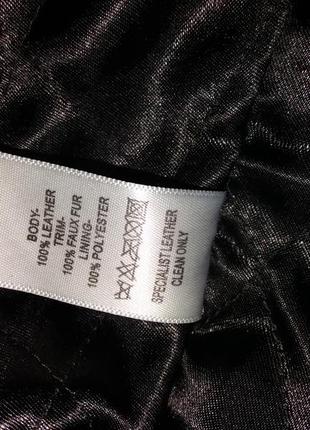 BODY-
100% LEATHER
TRIM-
100% FAUX FUR
LINING-
100% POLYESTER
SPECIALIST LEATHER
CLEAN ONLY